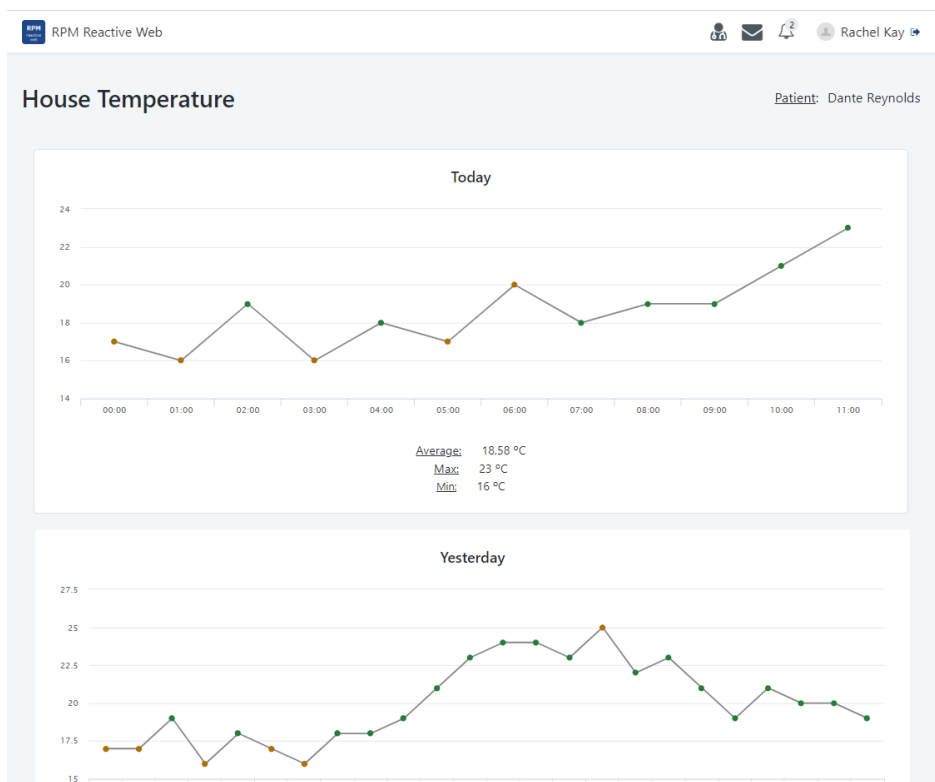 RPM
reactive
web
RPM Reactive Web
2
Rachel Kay
House Temperature
Patient: Dante Reynolds
Today
24
22
20
18
16
14
00:00 01:00 02:00 03:00 04:00 05:00 06:00 07:00 08:00 09:00 10:00 11:00
Average: 18.58 ºC
Max: 23 ºC
Min: 16 ºC
Yesterday
27.5
25
22.5
20
17.5
15